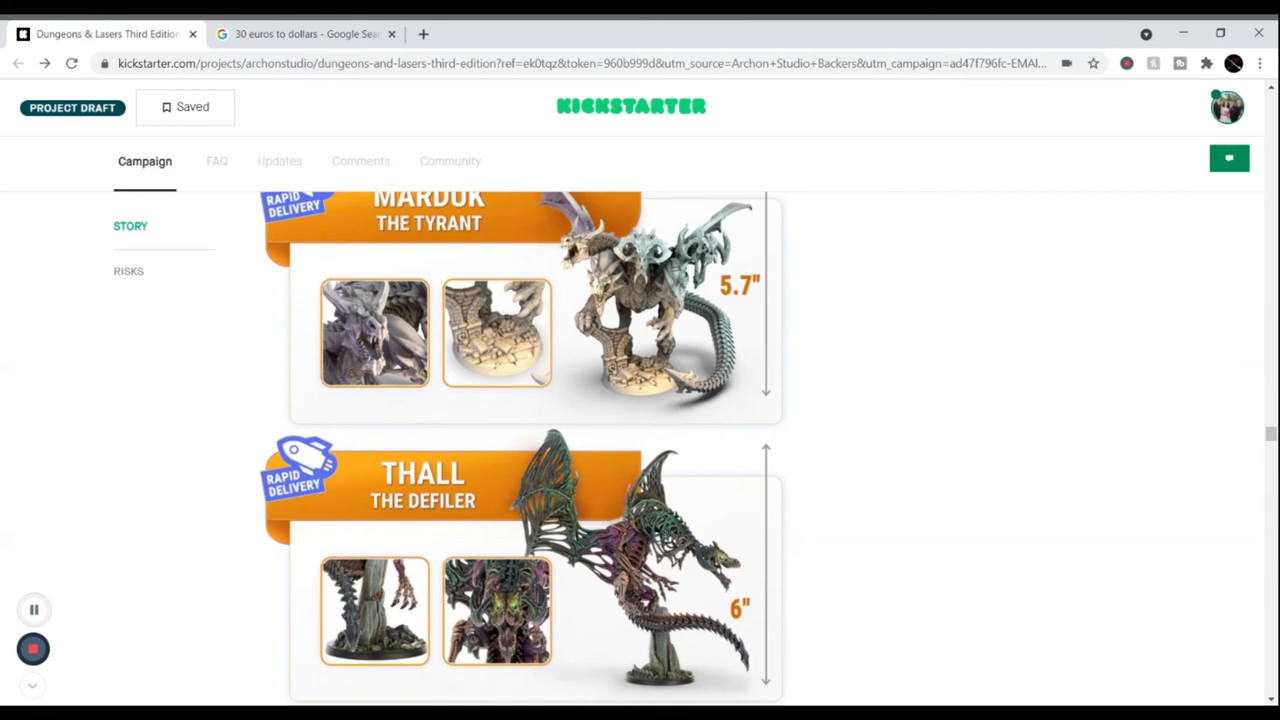 Dungeons & Lasers Third Edition
30 euros to dollars - Google Sea
kickstarter.com/projects/archonstudio/dungeons-and-lasers-third-edition?ref=ek0tqz&token=960b999d&utm_source=Archon+Studio+Backers&utm_campaign=ad47f796fc-EMAI...
PROJECT DRAFT
Saved
KICKSTARTER
Campaign
FAQ
Updates
Comments
Community
STORY
RISKS
RAPID
DELIVERY
MARDUK
THE TYRANT
5.7"
RAPID
DELIVERY
THALL
THE DEFILER
6"